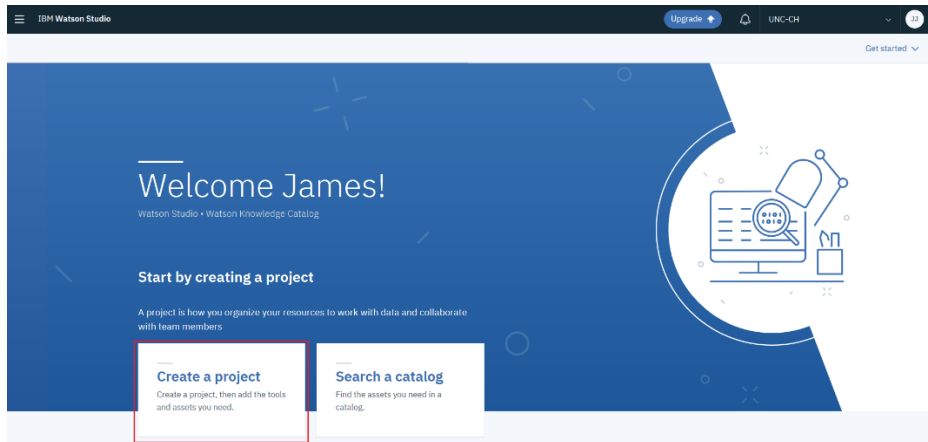 IBM Watson Studio
Upgrade
UNC-CH
JJ
Get started
Welcome James!
Watson Studio • Watson Knowledge Catalog
Start by creating a project
A project is how you organize your resources to work with data and collaborate
with team members
Create a project
Create a project, then add the tools
and assets you need.
Search a catalog
Find the assets you need in a
catalog.
0101
1010